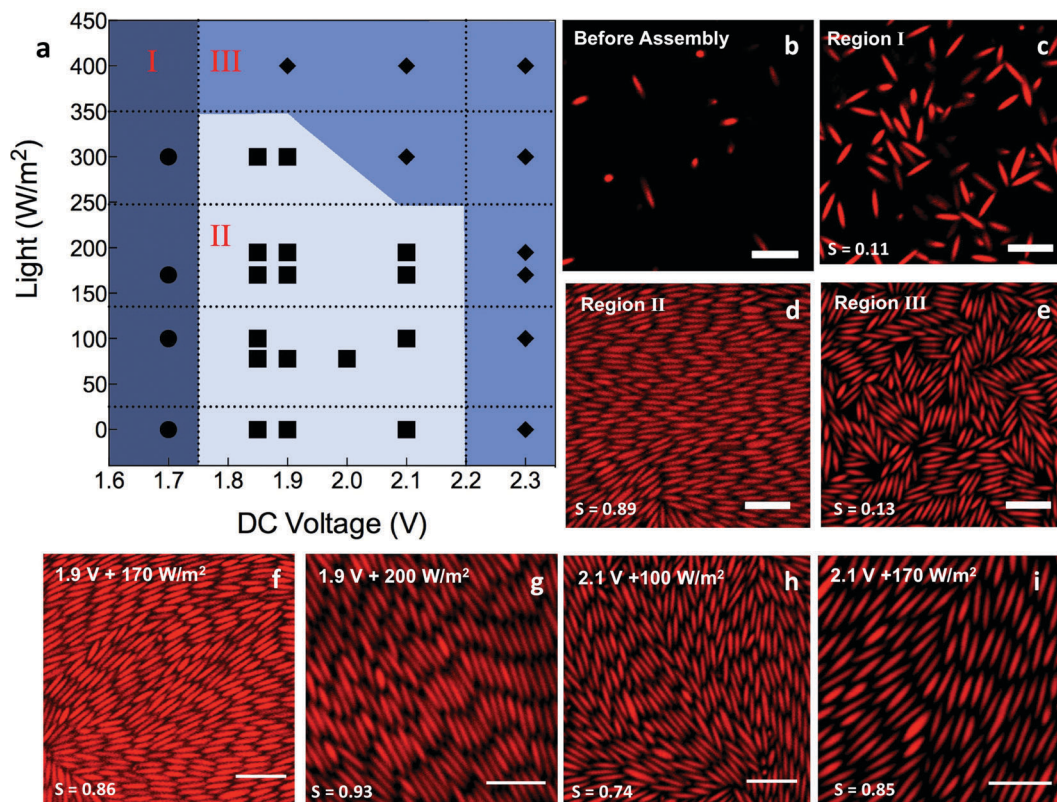 a
450
400
350
300
250
200
150
100
50
0
Light (W/m²)
I
III
II
1.6 1.7 1.8 1.9 2.0 2.1 2.2 2.3
DC Voltage (V)
Before Assembly b
Region I c
S = 0.11
Region II d
S = 0.89
Region III e
S = 0.13
1.9 V + 170 W/m² f
S = 0.86
1.9 V + 200 W/m² g
S = 0.93
2.1 V +100 W/m² h
S = 0.74
2.1 V +170 W/m² i
S = 0.85